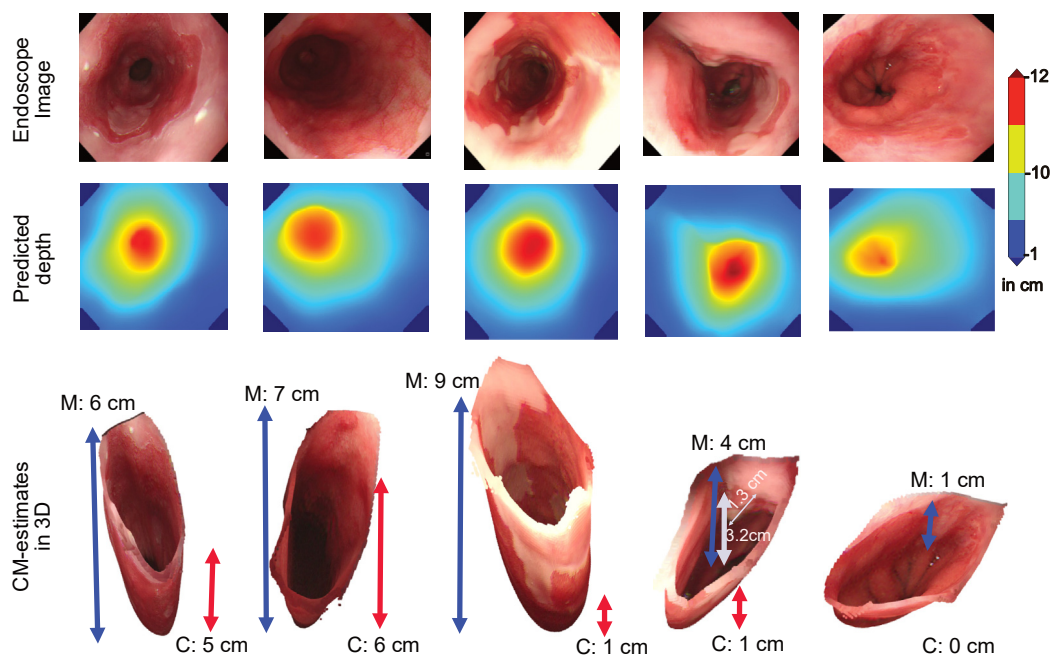 Endoscope
Image
12
10
1
in cm
Predicted
depth
CM-estimates
in 3D
M: 6 cm
C: 5 cm
M: 7 cm
C: 6 cm
M: 9 cm
C: 1 cm
M: 4 cm
1.3 cm
3.2cm
C: 1 cm
M: 1 cm
C: 0 cm